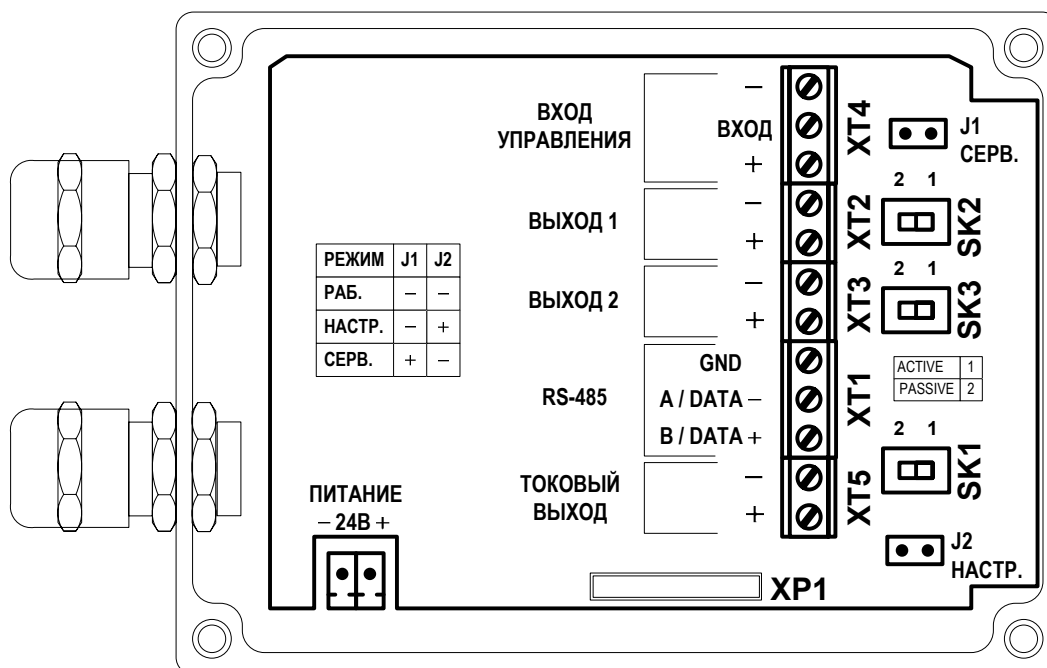 ВХОД
УПРАВЛЕНИЯ
−
ВХОД
+
XT4
J1
СЕРВ.
ВЫХОД 1
−
+
XT2
2 1
SK2
ВЫХОД 2
−
+
XT3
2 1
SK3
РЕЖИМ J1 J2
РАБ. − −
НАСТР. − +
СЕРВ. + −
RS-485
GND
A / DATA −
B / DATA +
XT1
ACTIVE 1
PASSIVE 2
2 1
SK1
ТОКОВЫЙ
ВЫХОД
−
+
XT5
J2
НАСТР.
ПИТАНИЕ
− 24В +
XP1